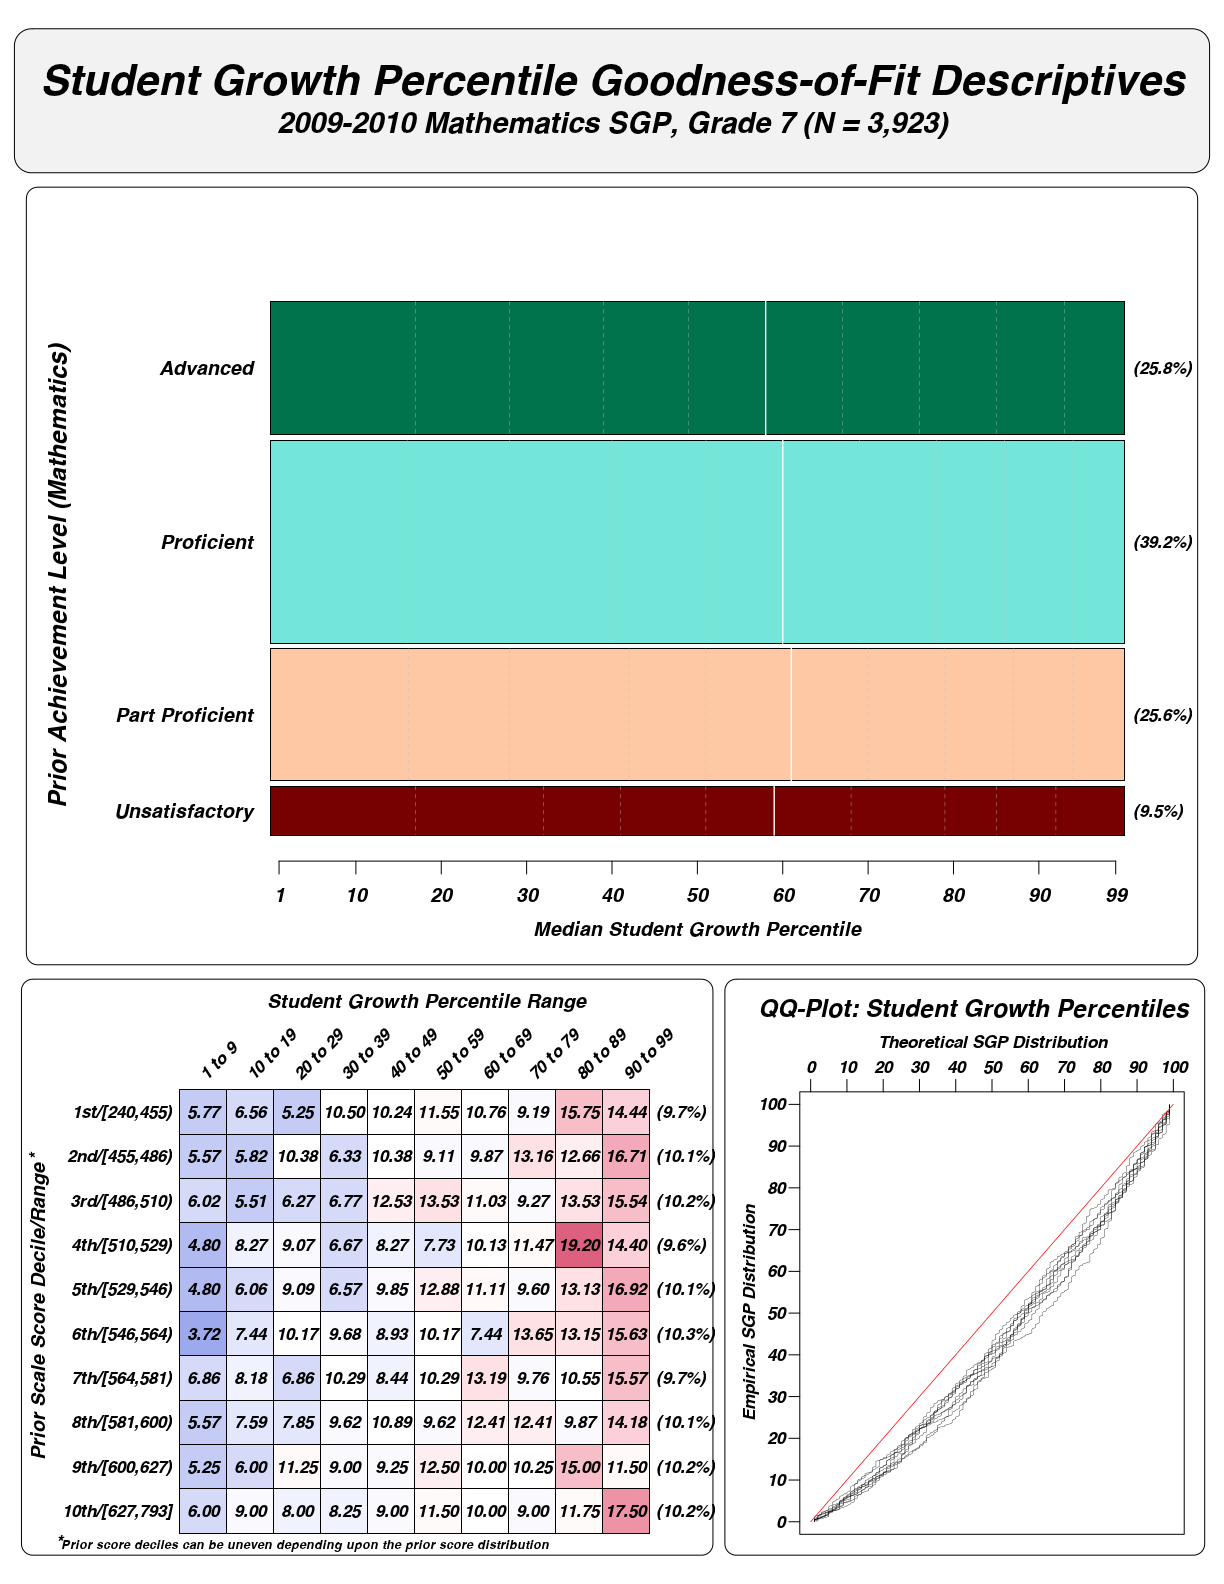 Student Growth Percentile Goodness-of-Fit Descriptives
2009-2010 Mathematics SGP, Grade 7 (N = 3,923)
Prior Achievement Level (Mathematics)
Advanced (25.8%)
Proficient (39.2%)
Part Proficient (25.6%)
Unsatisfactory (9.5%)
1 10 20 30 40 50 60 70 80 90 99
Median Student Growth Percentile
Student Growth Percentile Range
1 to 9 10 to 19 20 to 29 30 to 39 40 to 49 50 to 59 60 to 69 70 to 79 80 to 89 90 to 99
Prior Scale Score Decile/Range*
1st/[240,455) 5.77 6.56 5.25 10.50 10.24 11.55 10.76 9.19 15.75 14.44 (9.7%)
2nd/[455,486) 5.57 5.82 10.38 6.33 10.38 9.11 9.87 13.16 12.66 16.71 (10.1%)
3rd/[486,510) 6.02 5.51 6.27 6.77 12.53 13.53 11.03 9.27 13.53 15.54 (10.2%)
4th/[510,529) 4.80 8.27 9.07 6.67 8.27 7.73 10.13 11.47 19.20 14.40 (9.6%)
5th/[529,546) 4.80 6.06 9.09 6.57 9.85 12.88 11.11 9.60 13.13 16.92 (10.1%)
6th/[546,564) 3.72 7.44 10.17 9.68 8.93 10.17 7.44 13.65 13.15 15.63 (10.3%)
7th/[564,581) 6.86 8.18 6.86 10.29 8.44 10.29 13.19 9.76 10.55 15.57 (9.7%)
8th/[581,600) 5.57 7.59 7.85 9.62 10.89 9.62 12.41 12.41 9.87 14.18 (10.1%)
9th/[600,627) 5.25 6.00 11.25 9.00 9.25 12.50 10.00 10.25 15.00 11.50 (10.2%)
10th/[627,793] 6.00 9.00 8.00 8.25 9.00 11.50 10.00 9.00 11.75 17.50 (10.2%)
*Prior score deciles can be uneven depending upon the prior score distribution
QQ-Plot: Student Growth Percentiles
Theoretical SGP Distribution
0 10 20 30 40 50 60 70 80 90 100
Empirical SGP Distribution
100
90
80
70
60
50
40
30
20
10
0